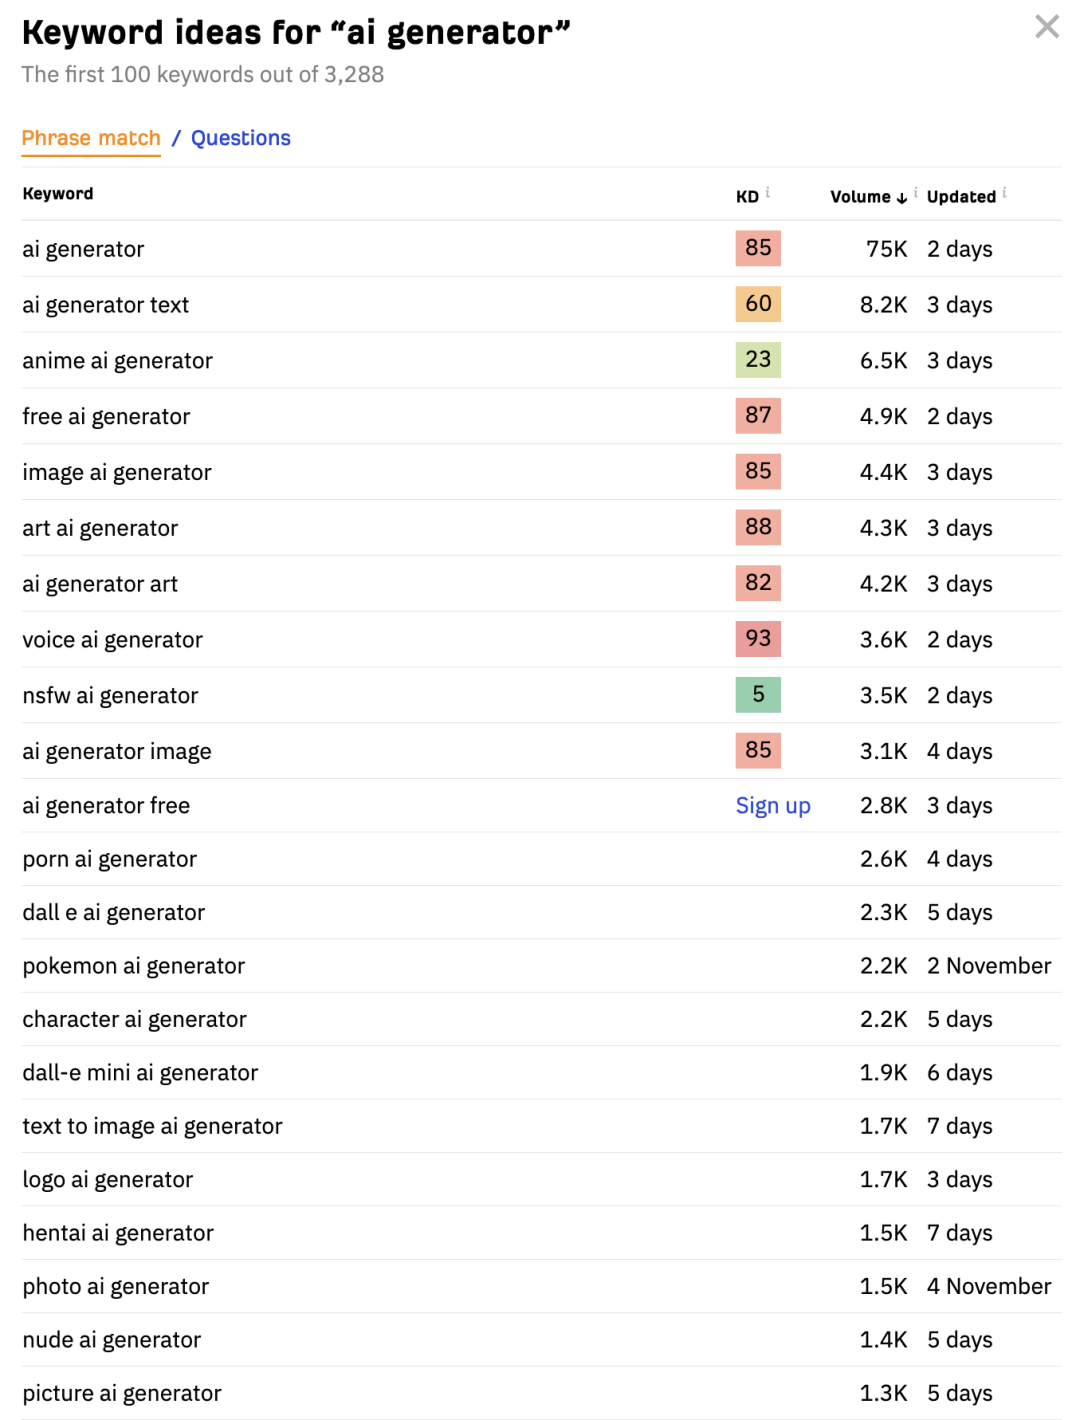 Keyword ideas for “ai generator”
The first 100 keywords out of 3,288
Phrase match / Questions
Keyword KD i Volume ↓ i Updated i
ai generator 85 75K 2 days
ai generator text 60 8.2K 3 days
anime ai generator 23 6.5K 3 days
free ai generator 87 4.9K 2 days
image ai generator 85 4.4K 3 days
art ai generator 88 4.3K 3 days
ai generator art 82 4.2K 3 days
voice ai generator 93 3.6K 2 days
nsfw ai generator 5 3.5K 2 days
ai generator image 85 3.1K 4 days
ai generator free Sign up 2.8K 3 days
porn ai generator 2.6K 4 days
dall e ai generator 2.3K 5 days
pokemon ai generator 2.2K 2 November
character ai generator 2.2K 5 days
dall-e mini ai generator 1.9K 6 days
text to image ai generator 1.7K 7 days
logo ai generator 1.7K 3 days
hentai ai generator 1.5K 7 days
photo ai generator 1.5K 4 November
nude ai generator 1.4K 5 days
picture ai generator 1.3K 5 days